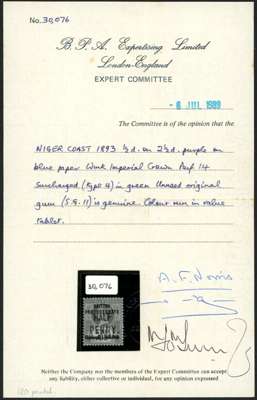 No. 30,076
B. P. A. Expertising Limited
London-England
EXPERT COMMITTEE
- 6 JUL 1989
The Committee is of the opinion that the
NIGER COAST 1893 ½d. on 2½d. purple on
blue paper Wmk Imperial Crown Perf 14
Surcharged (Type 4) in green Unused original
gum (S.G. 11) is genuine. Colour run in value
tablet.
30,076
BRITISH
PROTECTORATE
HALF
PENNY
A. F. Norris
Neither the Company nor the members of the Expert Committee can accept
any liability, either collective or individual, for any opinion expressed